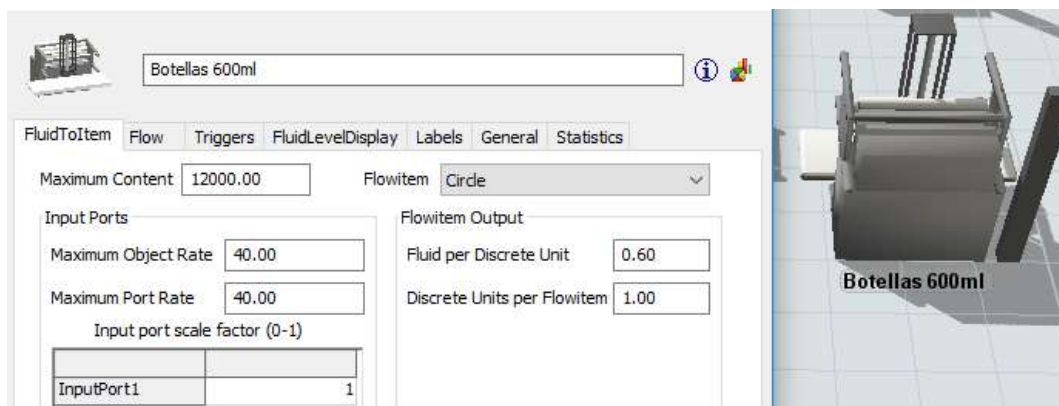 Botellas 600ml
FluidToItem Flow Triggers FluidLevelDisplay Labels General Statistics
Maximum Content 12000.00 Flowitem Circle
Input Ports Flowitem Output
Maximum Object Rate 40.00 Fluid per Discrete Unit 0.60
Maximum Port Rate 40.00 Discrete Units per Flowitem 1.00
Input port scale factor (0-1)
InputPort1 1
Botellas 600ml